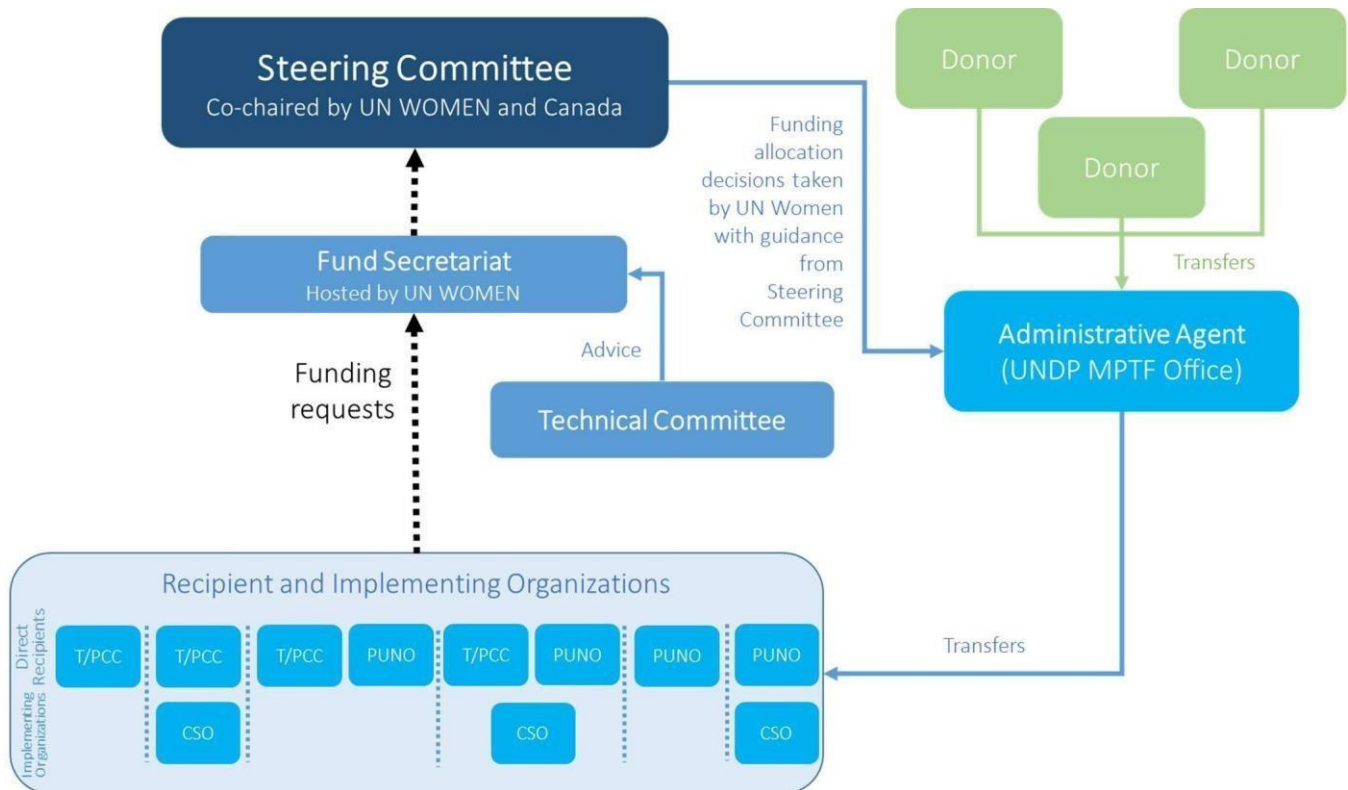 Steering Committee
Co-chaired by UN WOMEN and Canada
Donor
Donor
Donor
Funding
allocation
decisions taken
by UN Women
with guidance
from
Steering
Committee
Transfers
Fund Secretariat
Hosted by UN WOMEN
Administrative Agent
(UNDP MPTF Office)
Advice
Funding
requests
Technical Committee
Recipient and Implementing Organizations
Direct
Recipients
T/PCC
T/PCC
T/PCC
PUNO
T/PCC
PUNO
PUNO
PUNO
Transfers
Implementing
Organizations
CSO
CSO
CSO